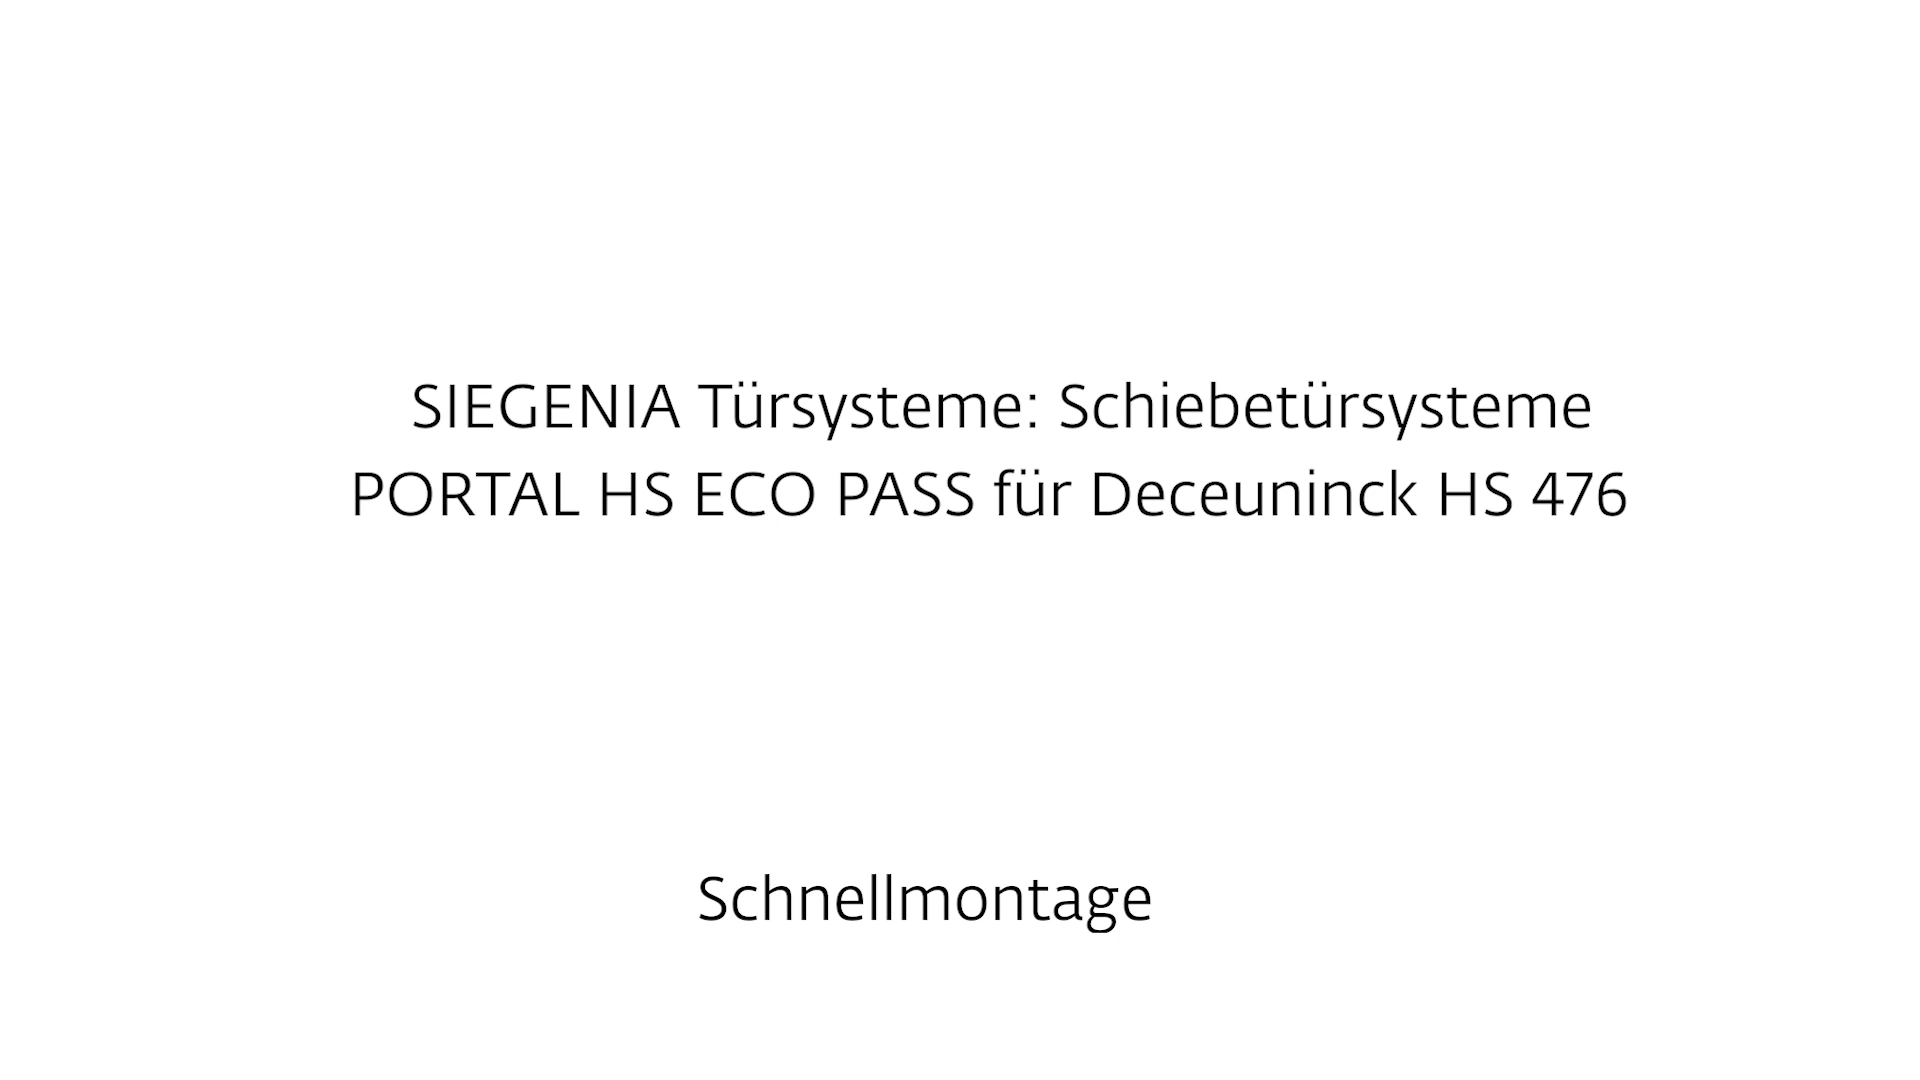 SIEGENIA Türsysteme: Schiebetürsysteme
PORTAL HS ECO PASS für Deceuninck HS 476
Schnellmontage